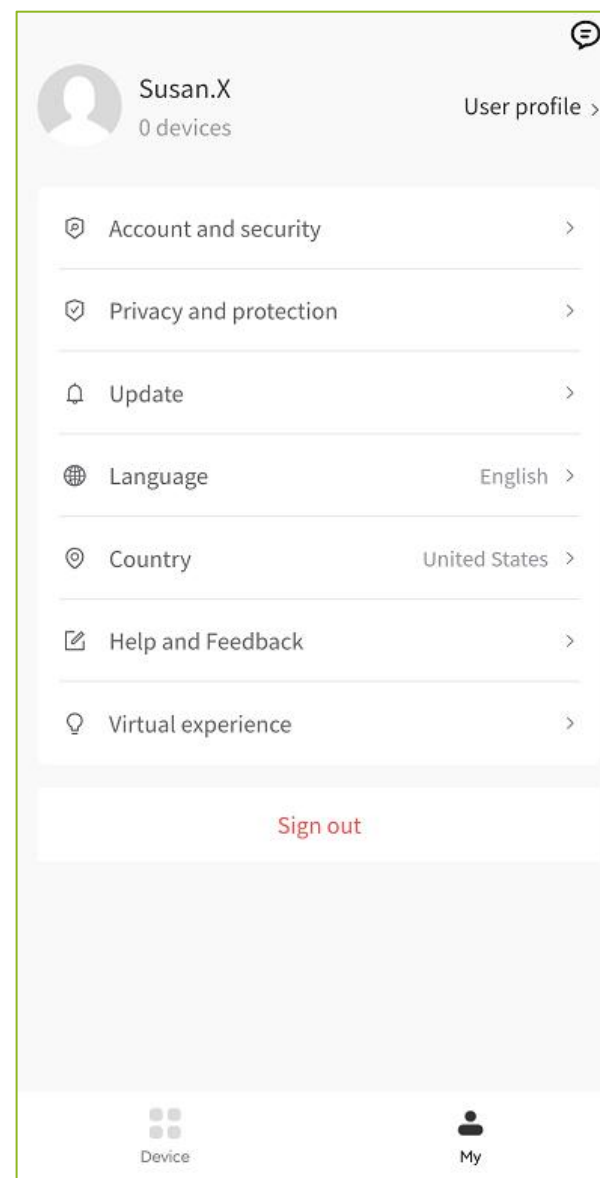 Susan.X
0 devices
User profile
Account and security
Privacy and protection
Update
Language English
Country United States
Help and Feedback
Virtual experience
Sign out
Device My